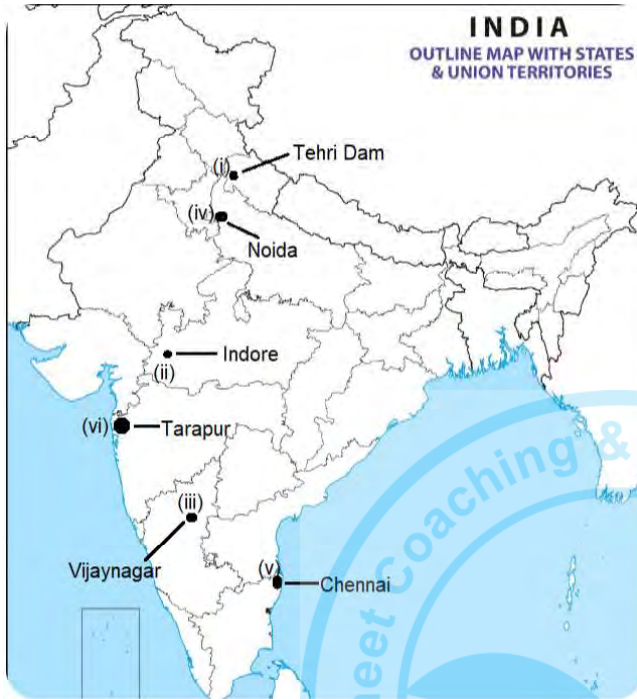 INDIA
OUTLINE MAP WITH STATES
& UNION TERRITORIES
(i)
Tehri Dam
(iv)
Noida
Indore
(ii)
(vi)
Tarapur
(iii)
Vijaynagar
(v)
Chennai
neet Coaching &